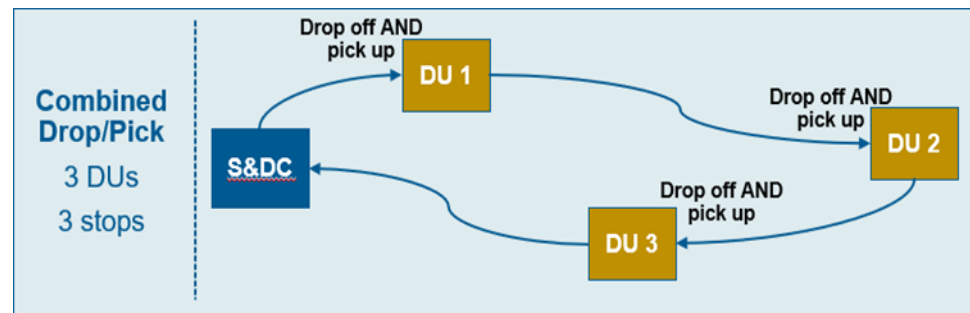 Combined
Drop/Pick
3 DUs
3 stops
Drop off AND
pick up
DU 1
S&DC
Drop off AND
pick up
DU 2
Drop off AND
pick up
DU 3